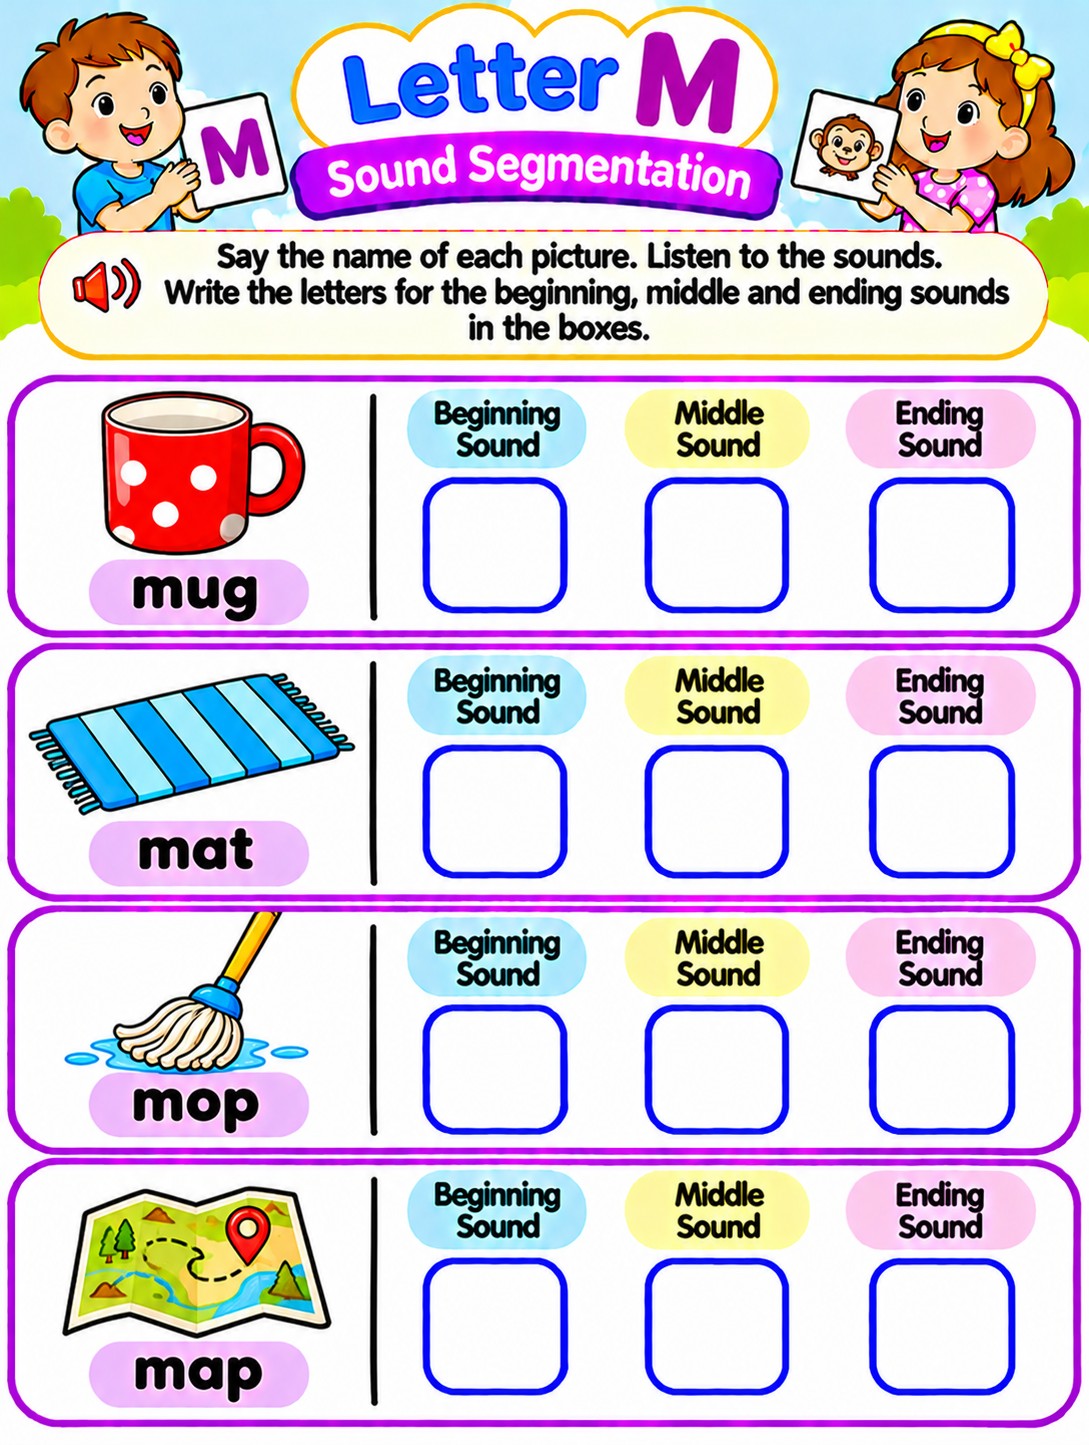 Letter M
Sound Segmentation
M
Say the name of each picture. Listen to the sounds.
Write the letters for the beginning, middle and ending sounds
in the boxes.
Beginning Sound
Middle Sound
Ending Sound
mug
Beginning Sound
Middle Sound
Ending Sound
mat
Beginning Sound
Middle Sound
Ending Sound
mop
Beginning Sound
Middle Sound
Ending Sound
map